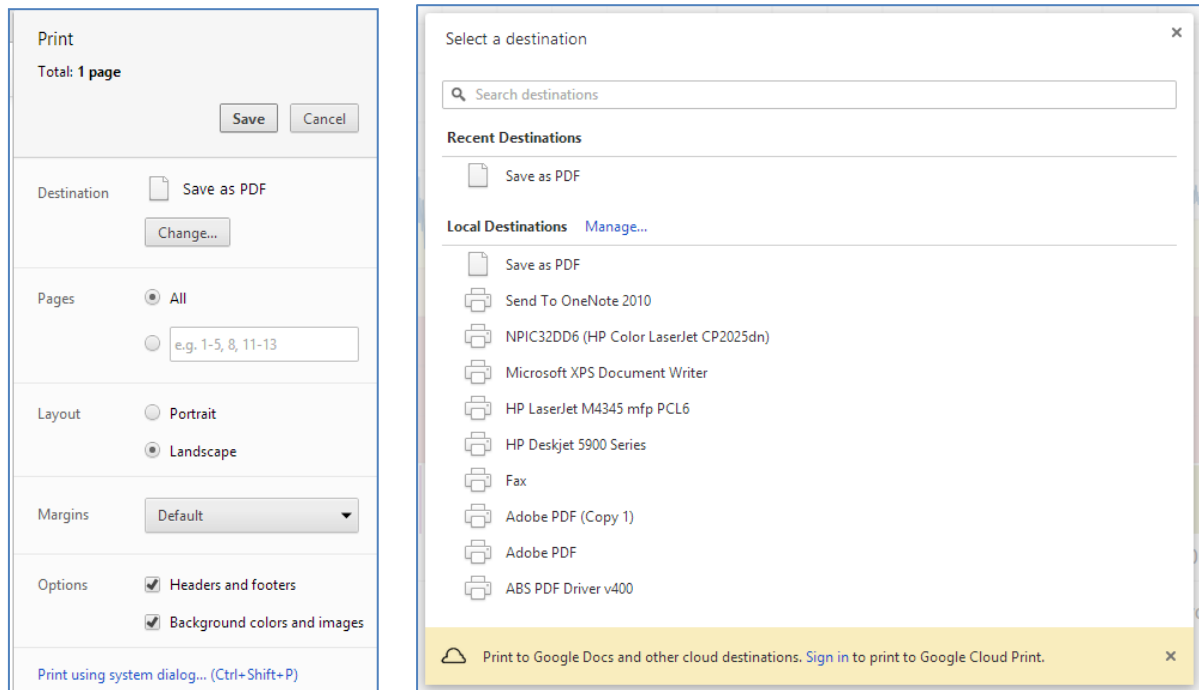 Print
Total: 1 page
Save Cancel
Destination Save as PDF
Change...
Pages All
e.g. 1-5, 8, 11-13
Layout Portrait
Landscape
Margins Default
Options Headers and footers
Background colors and images
Print using system dialog... (Ctrl+Shift+P)
Select a destination
Search destinations
Recent Destinations
Save as PDF
Local Destinations Manage...
Save as PDF
Send To OneNote 2010
NPIC32DD6 (HP Color LaserJet CP2025dn)
Microsoft XPS Document Writer
HP LaserJet M4345 mfp PCL6
HP Deskjet 5900 Series
Fax
Adobe PDF (Copy 1)
Adobe PDF
ABS PDF Driver v400
Print to Google Docs and other cloud destinations. Sign in to print to Google Cloud Print.